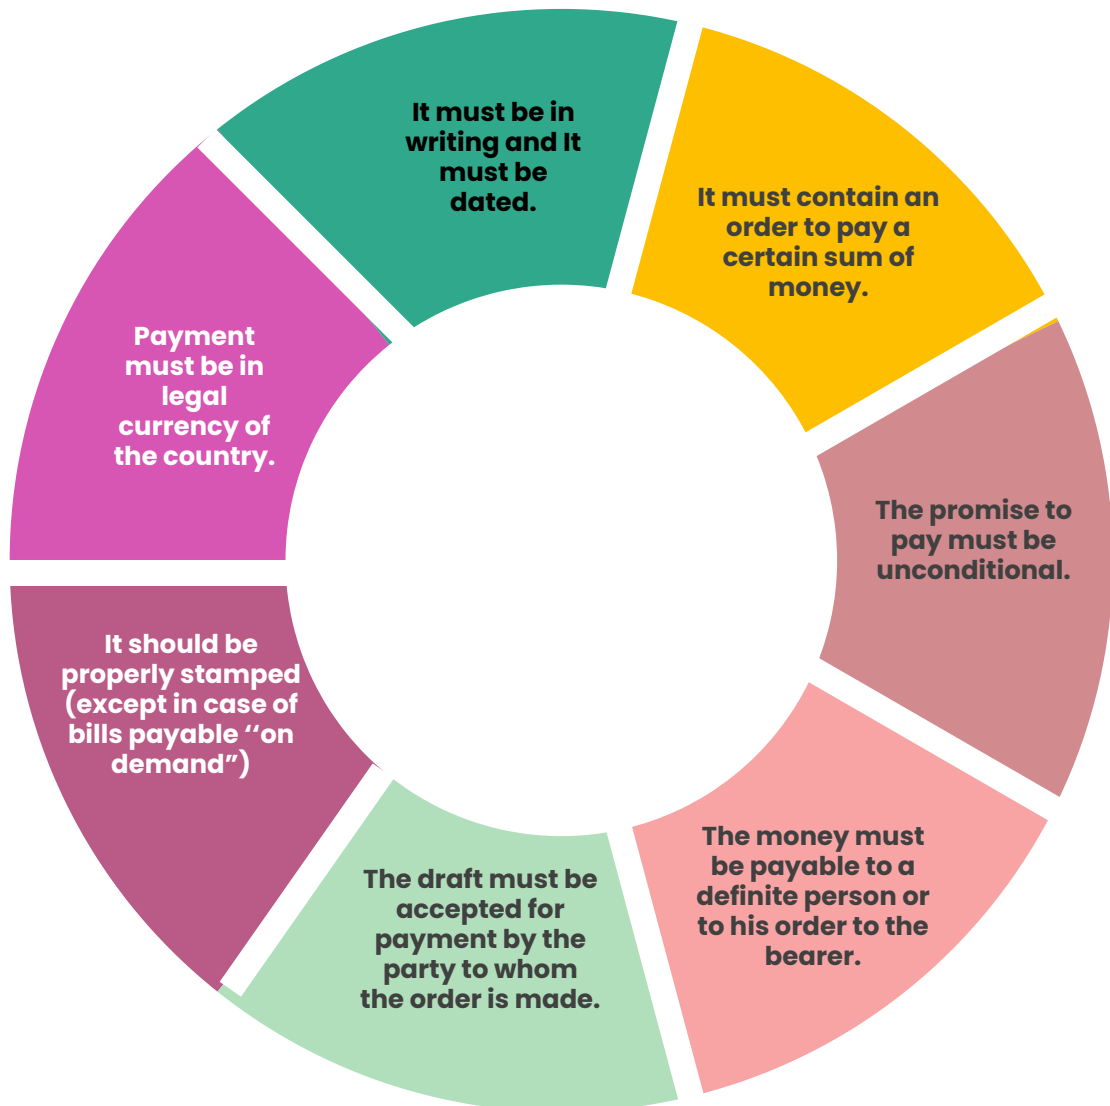 It must be in
writing and It
must be
dated.
It must contain an
order to pay a
certain sum of
money.
The promise to
pay must be
unconditional.
The money must
be payable to a
definite person or
to his order to the
bearer.
The draft must be
accepted for
payment by the
party to whom
the order is made.
It should be
properly stamped
(except in case of
bills payable ‘‘on
demand”)
Payment
must be in
legal
currency of
the country.